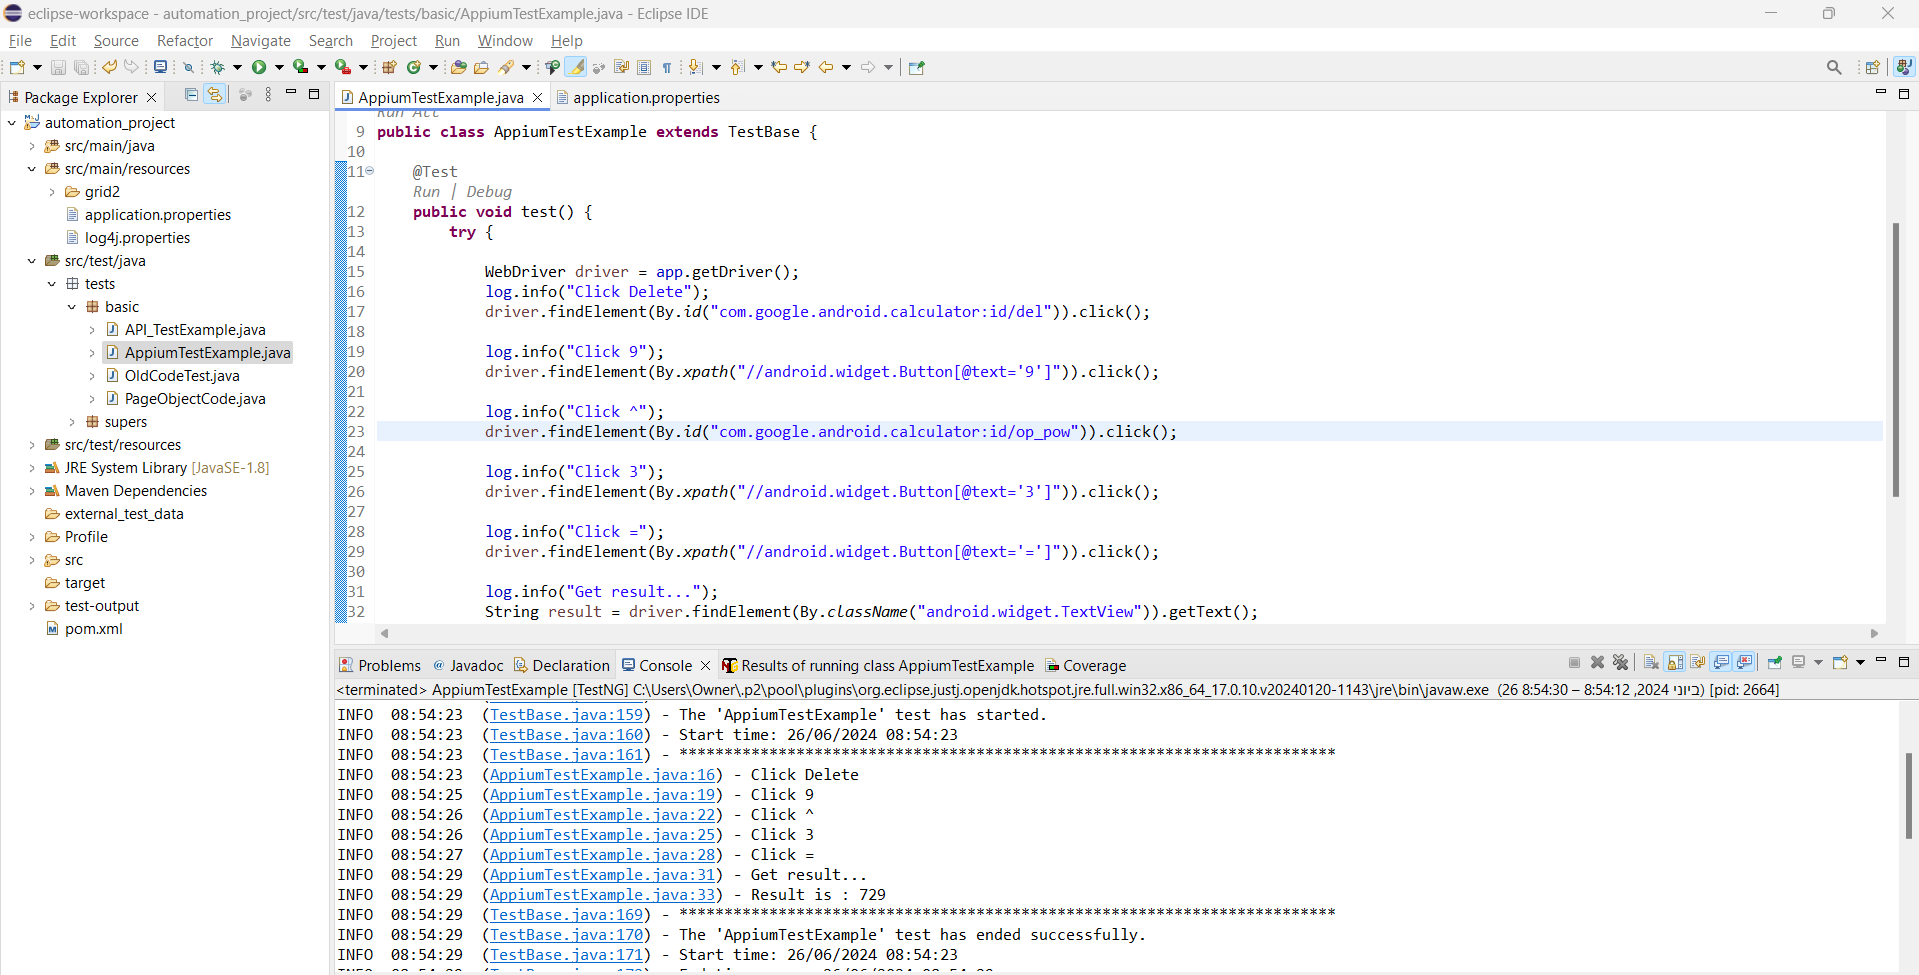 eclipse-workspace - automation_project/src/test/java/tests/basic/AppiumTestExample.java - Eclipse IDE
File Edit Source Refactor Navigate Search Project Run Window Help
Package Explorer
automation_project
src/main/java
src/main/resources
grid2
application.properties
log4j.properties
src/test/java
tests
basic
API_TestExample.java
AppiumTestExample.java
OldCodeTest.java
PageObjectCode.java
supers
src/test/resources
JRE System Library [JavaSE-1.8]
Maven Dependencies
external_test_data
Profile
src
target
test-output
pom.xml
AppiumTestExample.java application.properties
Run All
9 public class AppiumTestExample extends TestBase {
10
11 @Test
Run | Debug
12 public void test() {
13 try {
14
15 WebDriver driver = app.getDriver();
16 log.info("Click Delete");
17 driver.findElement(By.id("com.google.android.calculator:id/del")).click();
18
19 log.info("Click 9");
20 driver.findElement(By.xpath("//android.widget.Button[@text='9']")).click();
21
22 log.info("Click ^");
23 driver.findElement(By.id("com.google.android.calculator:id/op_pow")).click();
24
25 log.info("Click 3");
26 driver.findElement(By.xpath("//android.widget.Button[@text='3']")).click();
27
28 log.info("Click =");
29 driver.findElement(By.xpath("//android.widget.Button[@text='=']")).click();
30
31 log.info("Get result...");
32 String result = driver.findElement(By.className("android.widget.TextView")).getText();
Problems Javadoc Declaration Console Results of running class AppiumTestExample Coverage
<terminated> AppiumTestExample [TestNG] C:\Users\Owner\.p2\pool\plugins\org.eclipse.justj.openjdk.hotspot.jre.full.win32.x86_64_17.0.10.v20240120-1143\jre\bin\javaw.exe (26 ביוני 2024, 8:54:12 – 8:54:30) [pid: 2664]
INFO 08:54:23 (TestBase.java:159) - The 'AppiumTestExample' test has started.
INFO 08:54:23 (TestBase.java:160) - Start time: 26/06/2024 08:54:23
INFO 08:54:23 (TestBase.java:161) - *************************************************************************
INFO 08:54:23 (AppiumTestExample.java:16) - Click Delete
INFO 08:54:25 (AppiumTestExample.java:19) - Click 9
INFO 08:54:26 (AppiumTestExample.java:22) - Click ^
INFO 08:54:26 (AppiumTestExample.java:25) - Click 3
INFO 08:54:27 (AppiumTestExample.java:28) - Click =
INFO 08:54:29 (AppiumTestExample.java:31) - Get result...
INFO 08:54:29 (AppiumTestExample.java:33) - Result is : 729
INFO 08:54:29 (TestBase.java:169) - *************************************************************************
INFO 08:54:29 (TestBase.java:170) - The 'AppiumTestExample' test has ended successfully.
INFO 08:54:29 (TestBase.java:171) - Start time: 26/06/2024 08:54:23